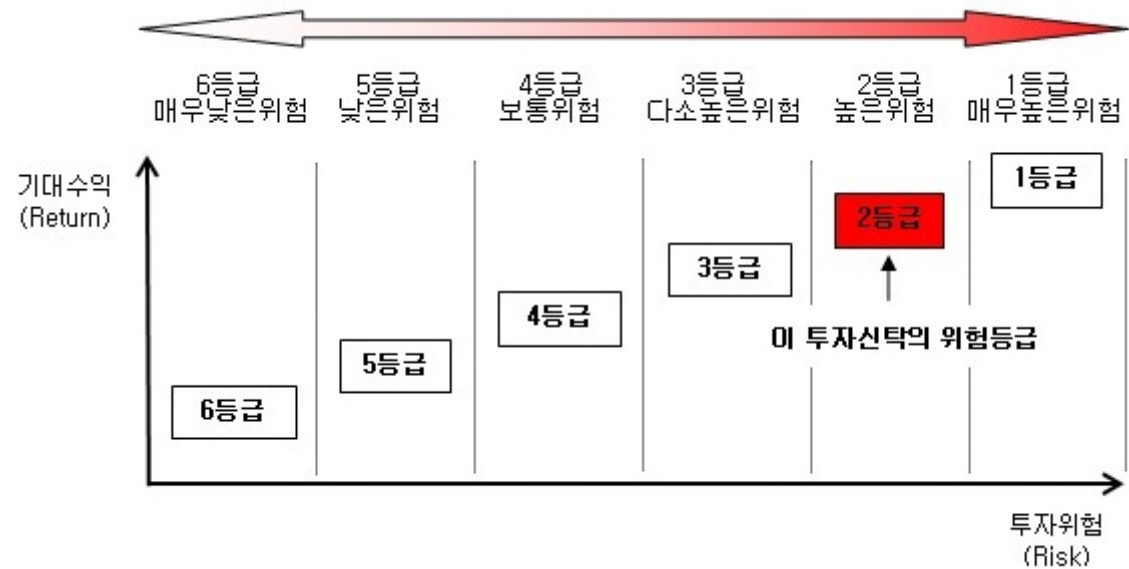 6등급 5등급 4등급 3등급 2등급 1등급
매우낮은위험 낮은위험 보통위험 다소높은위험 높은위험 매우높은위험
기대수익
(Return)
1등급
2등급
3등급
4등급
이 투자신탁의 위험등급
5등급
6등급
투자위험
(Risk)